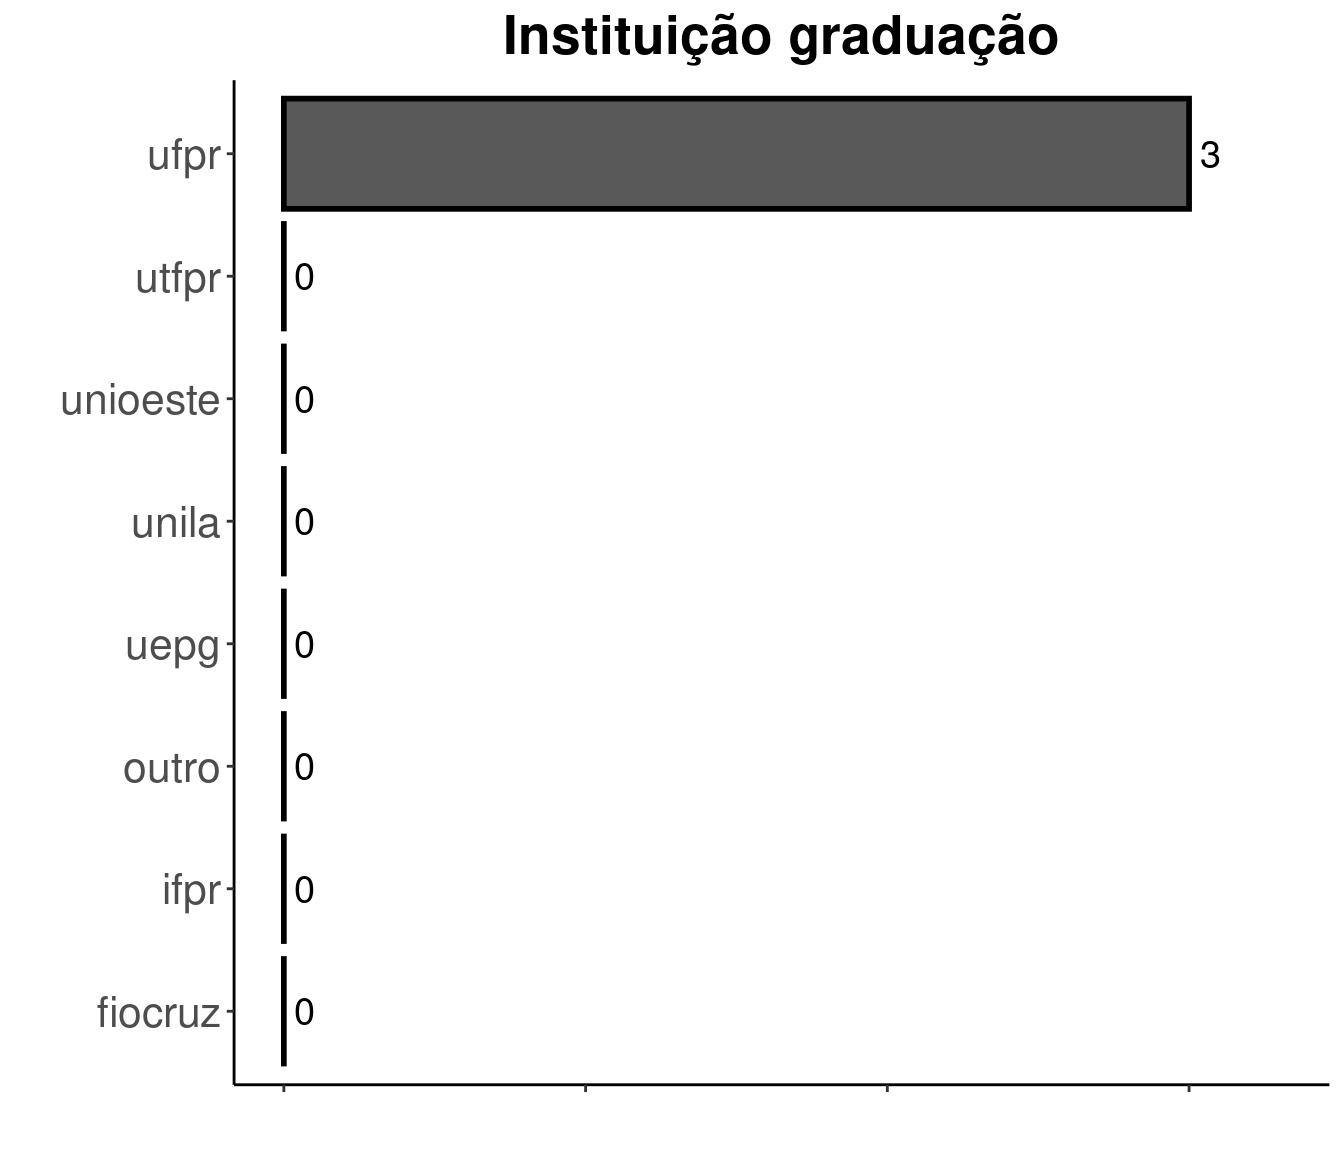 Instituição graduação
ufpr 3
utfpr 0
unioeste 0
unila 0
uepg 0
outro 0
ifpr 0
fiocruz 0